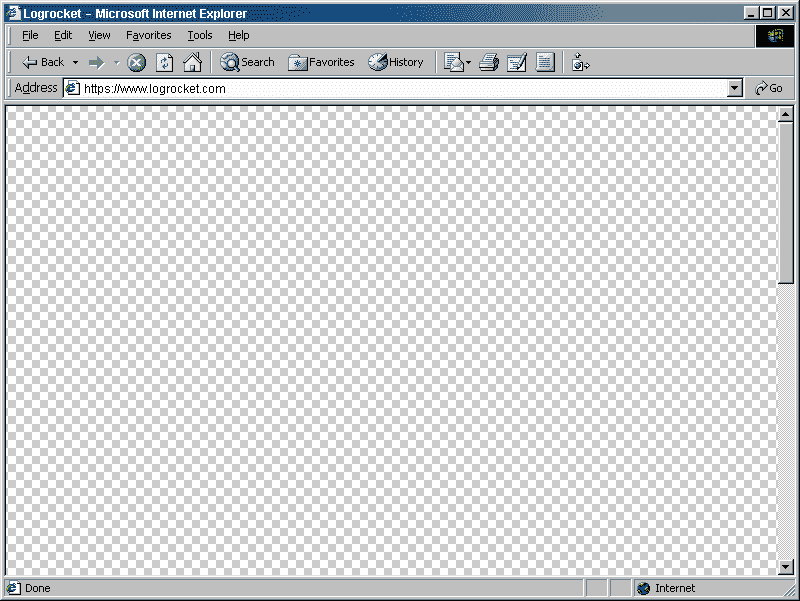 Logrocket – Microsoft Internet Explorer
File Edit View Favorites Tools Help
Back Search Favorites History
Address https://www.logrocket.com Go
Done Internet